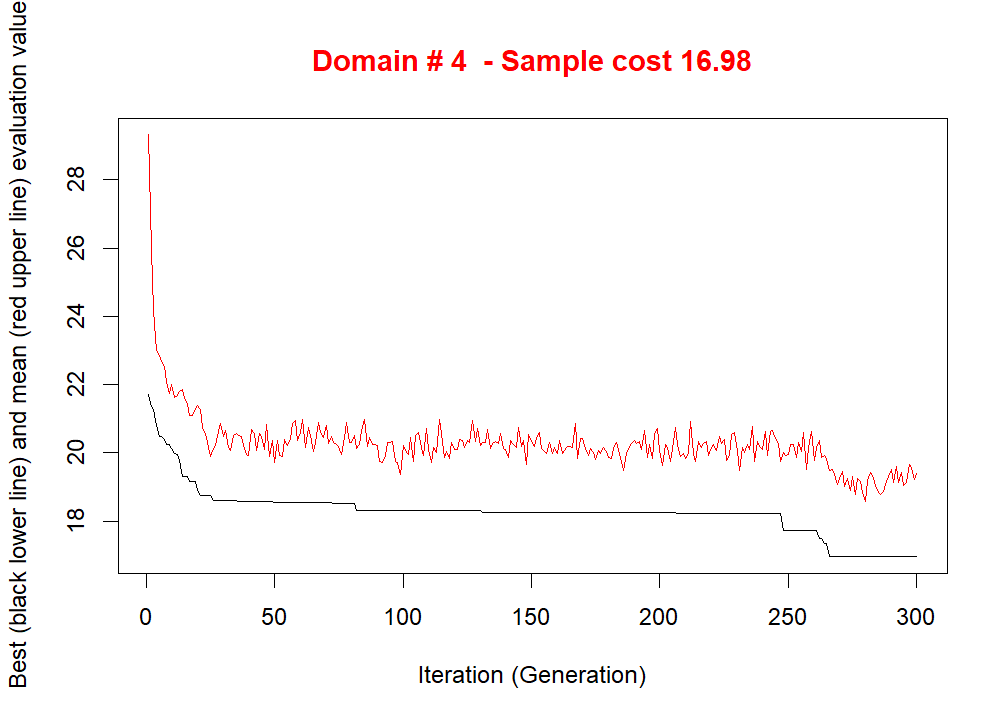 Domain # 4  - Sample cost 16.98
Best (black lower line) and mean (red upper line) evaluation value
28
26
24
22
20
18
0 50 100 150 200 250 300
Iteration (Generation)